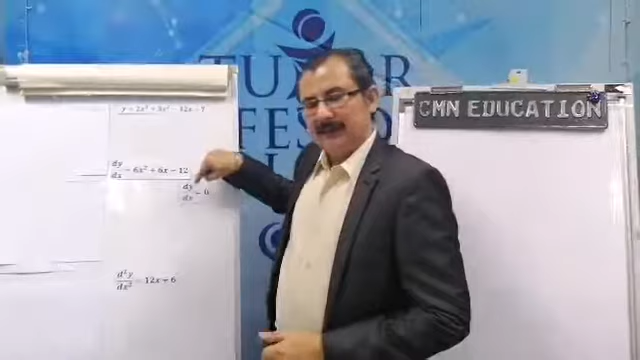 y = 2x³ + 3x² − 12x − 7
dy/dx = 6x² + 6x − 12
dy/dx = 0
d²y/dx² = 12x + 6
CMN EDUCATION